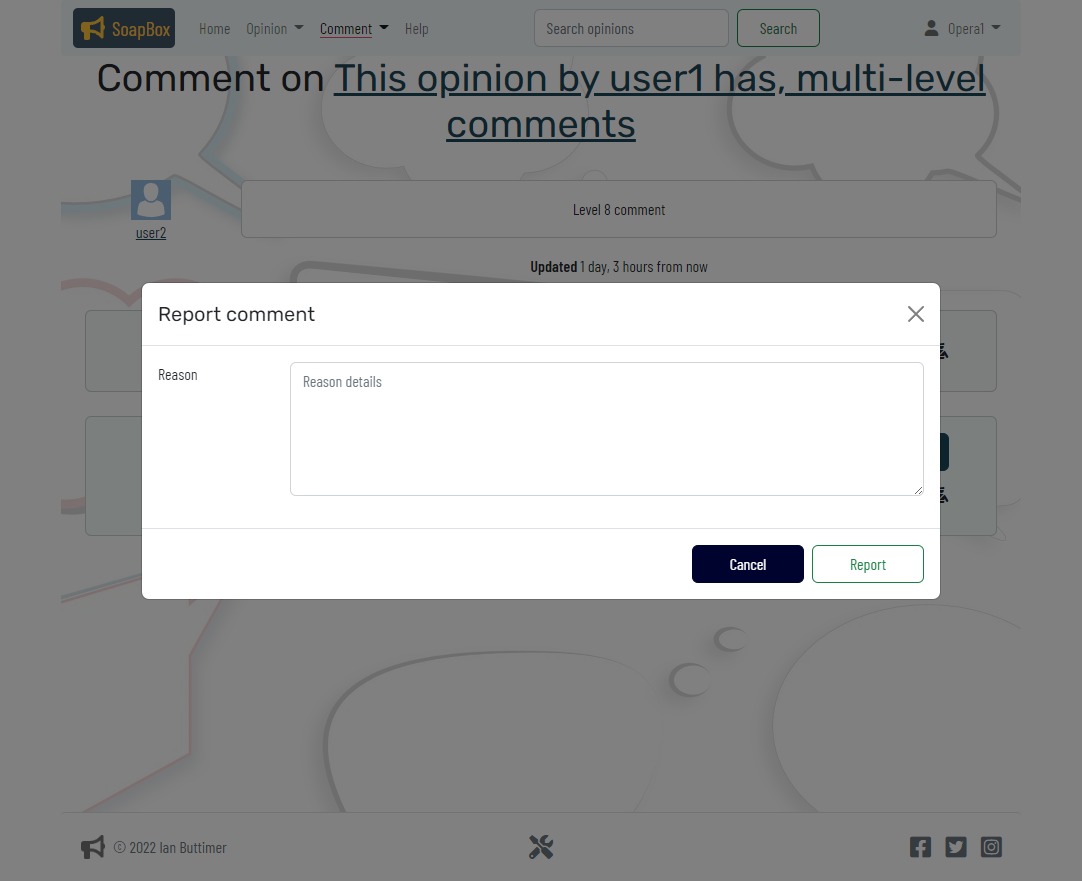 SoapBox Home Opinion Comment Help Search opinions Search Opera1
Comment on This opinion by user1 has, multi-level
comments
Level 8 comment
user2
Updated 1 day, 3 hours from now
Report comment
Reason
Reason details
Cancel Report
© 2022 Ian Buttimer